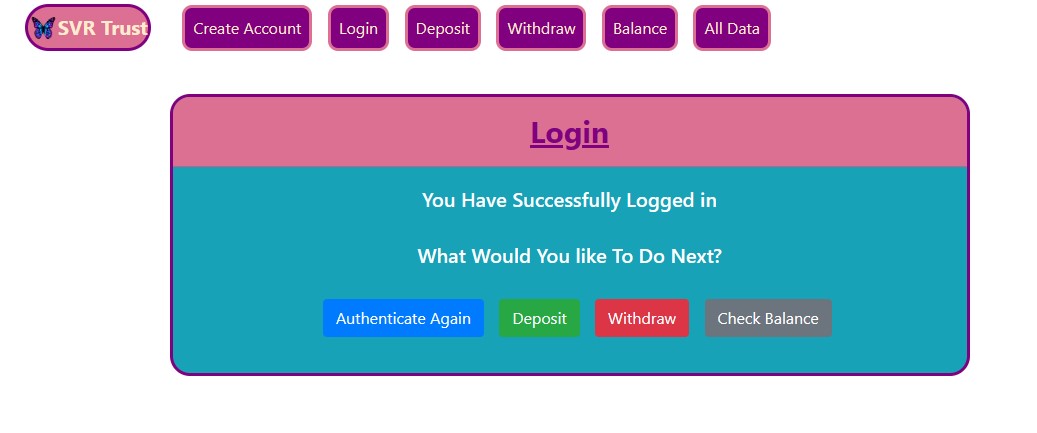 SVR Trust Create Account Login Deposit Withdraw Balance All Data
Login
You Have Successfully Logged in
What Would You like To Do Next?
Authenticate Again Deposit Withdraw Check Balance